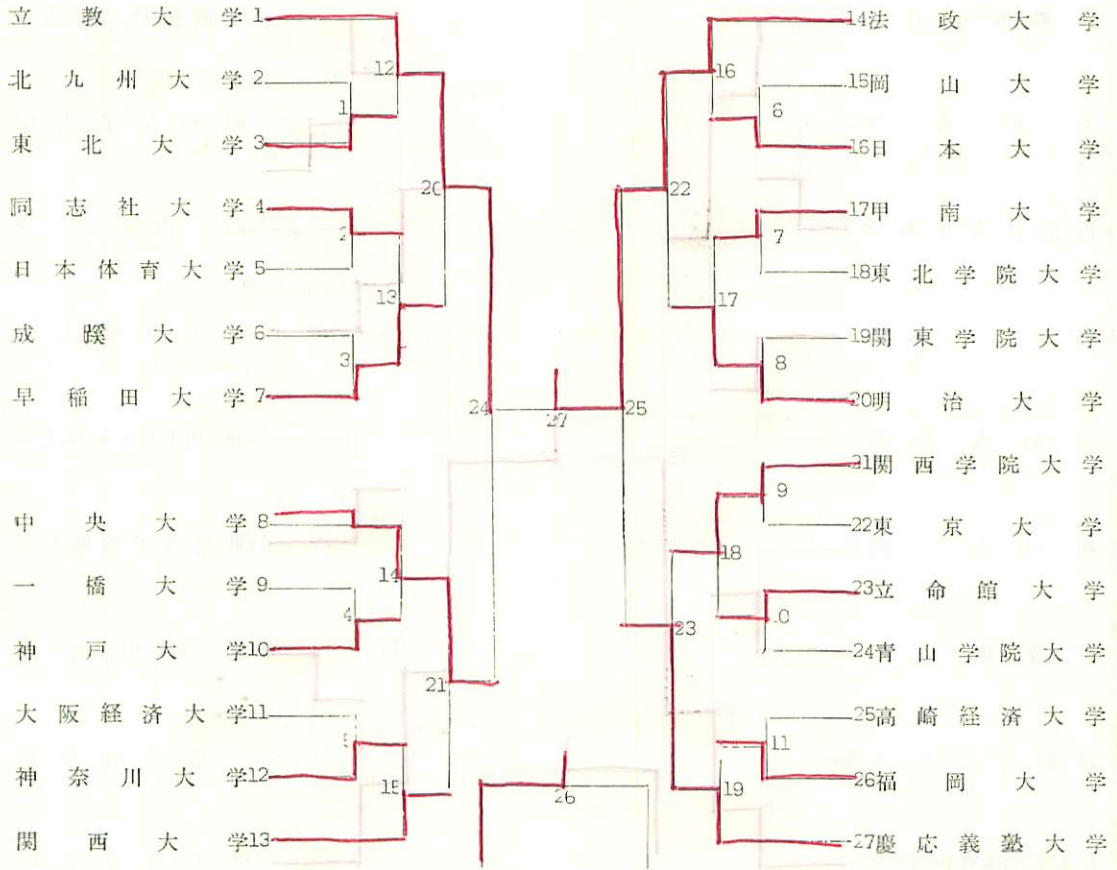 立教大学 1
北九州大学 2
東北大学 3
同志社大学 4
日本体育大学 5
成蹊大学 6
早稲田大学 7
中央大学 8
一橋大学 9
神戸大学 10
大阪経済大学 11
神奈川大学 12
関西大学 13
12
1
20
2
13
3
24
14
4
21
15
27
26
25
16
6
22
7
17
8
9
18
0
23
11
19
14 法政大学
15 岡山大学
16 日本大学
17 甲南大学
18 東北学院大学
19 関東学院大学
20 明治大学
21 関西学院大学
22 東京大学
23 立命館大学
24 青山学院大学
25 高崎経済大学
26 福岡大学
27 慶応義塾大学